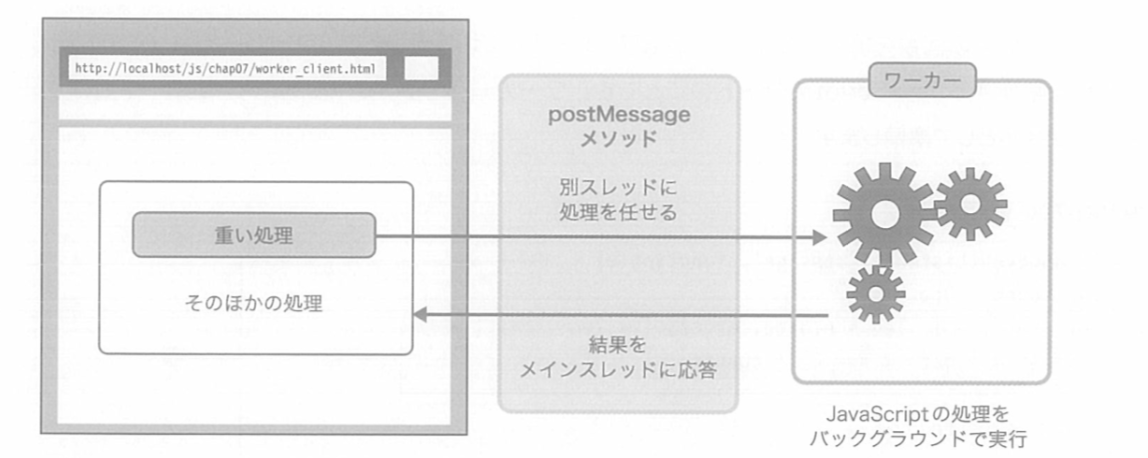 http://localhost/js/chap07/worker_client.html
重い処理
そのほかの処理
postMessage
メソッド
別スレッドに
処理を任せる
結果を
メインスレッドに応答
ワーカー
JavaScriptの処理を
バックグラウンドで実行